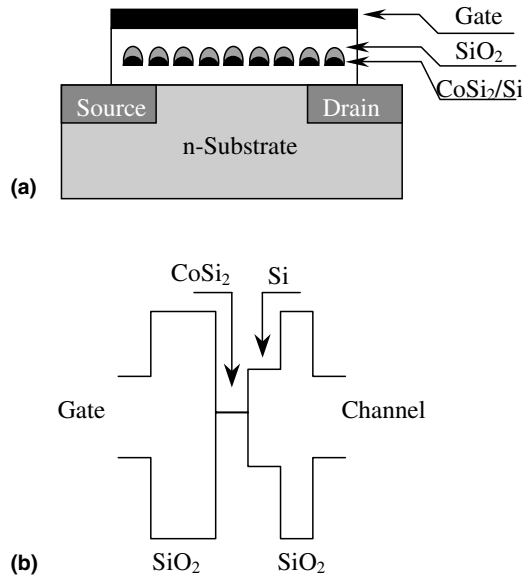 Gate
SiO2
CoSi2/Si
Source
Drain
n-Substrate
(a)
CoSi2
Si
Gate
Channel
SiO2
SiO2
(b)